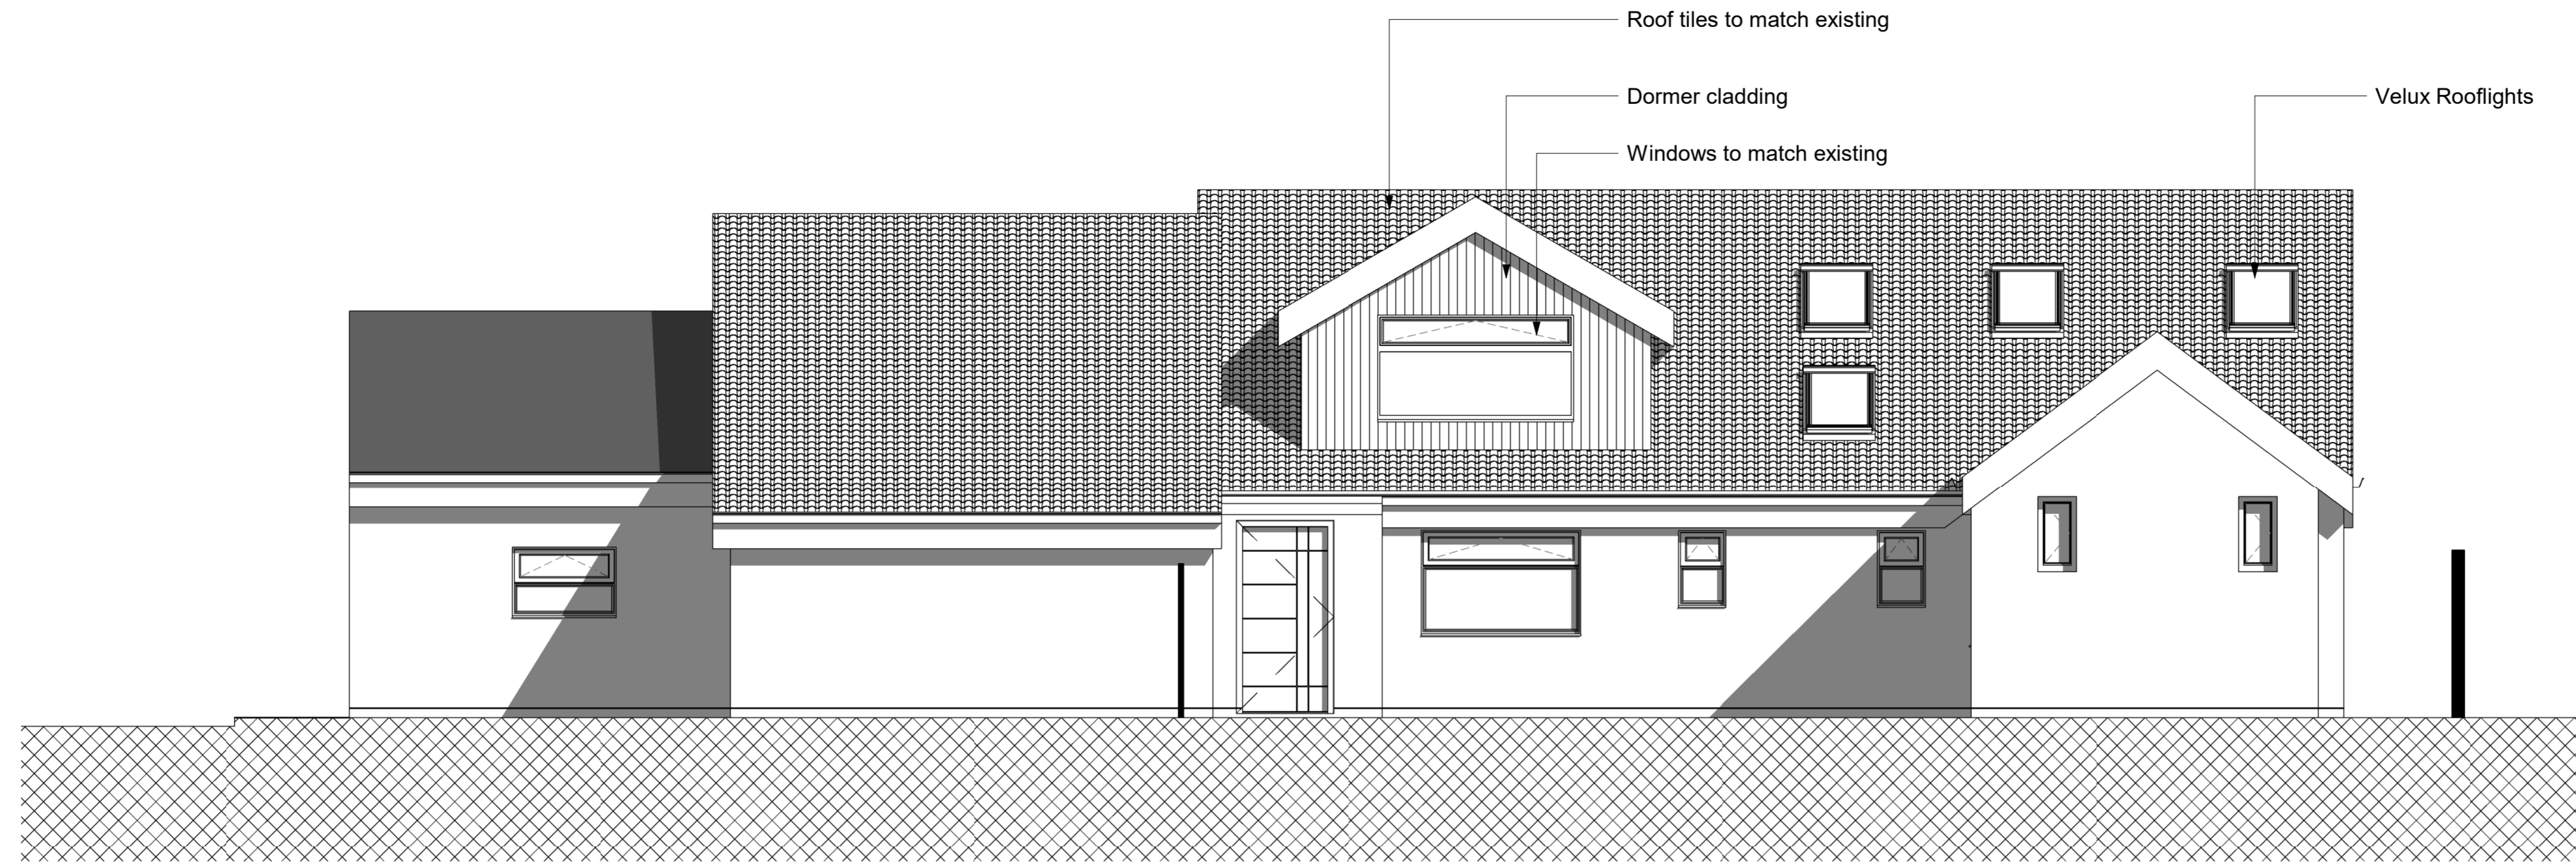 Roof tiles to match existing
Dormer cladding
Velux Rooflights
Windows to match existing